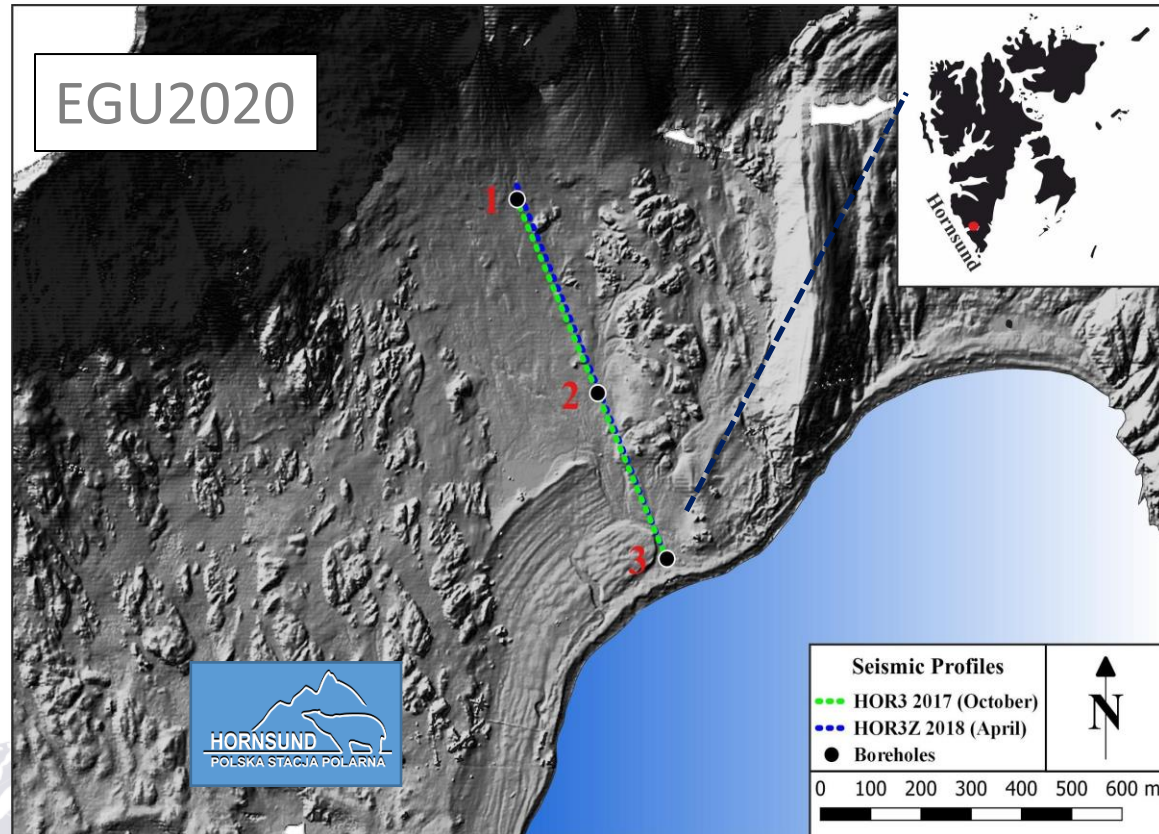 EGU2020
Hornsund
1
2
3
HORNSUND
POLSKA STACJA POLARNA
Seismic Profiles
HOR3 2017 (October)
HOR3Z 2018 (April)
Boreholes
N
0 100 200 300 400 500 600 m